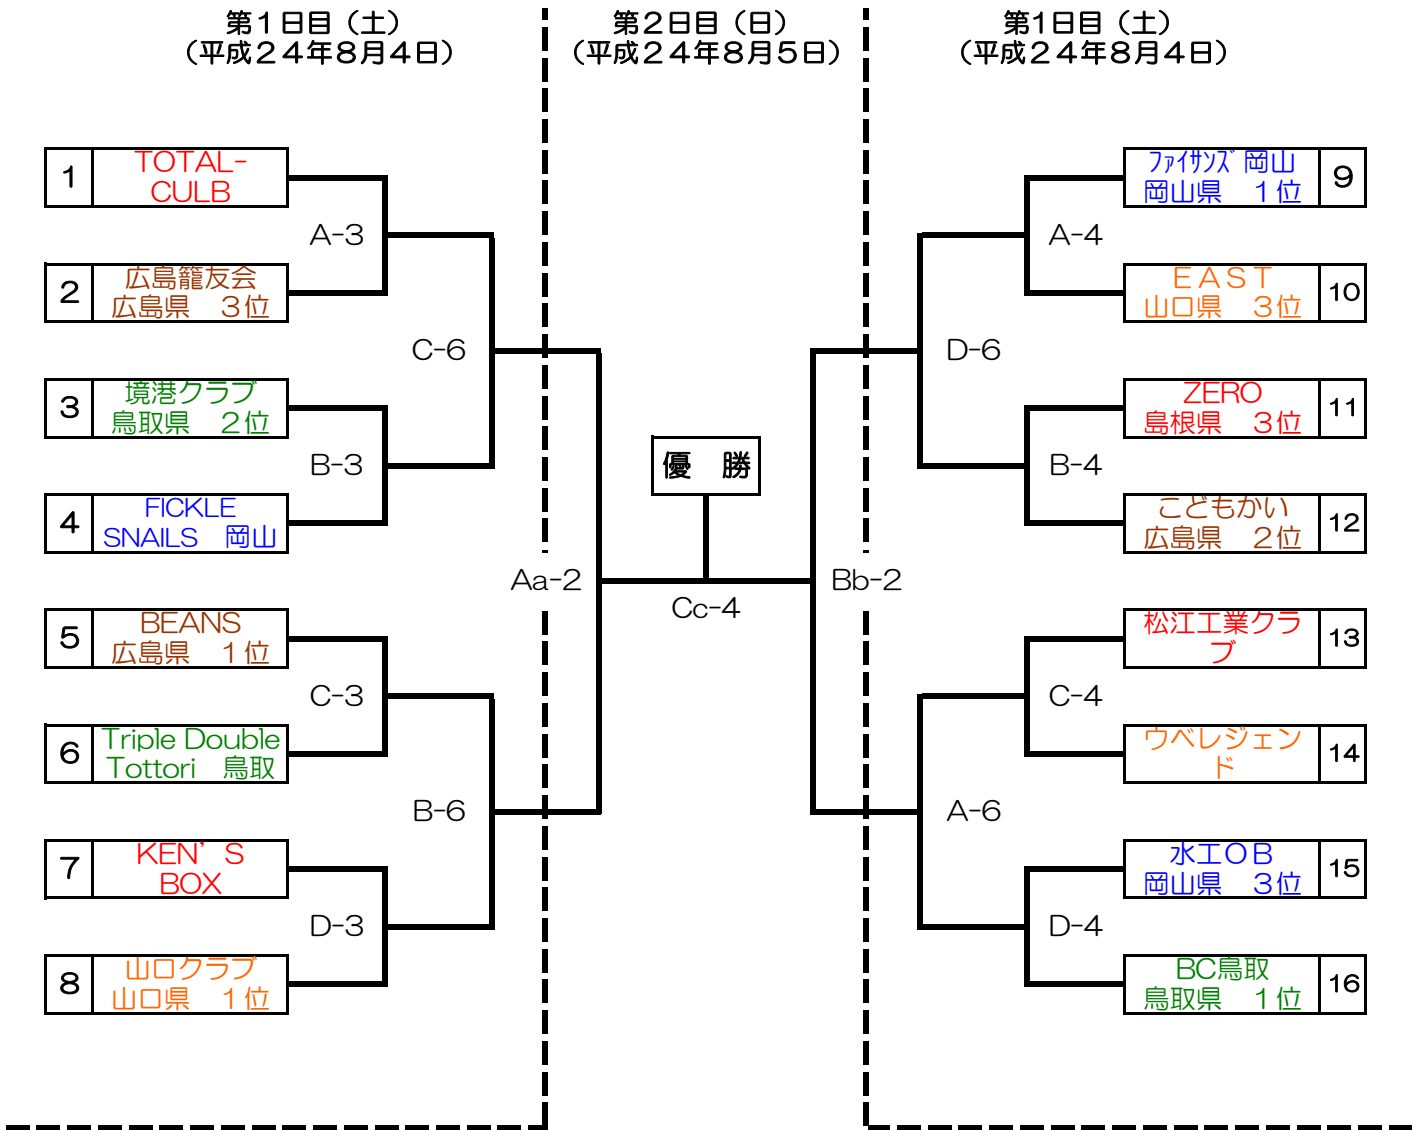 第１日目（土）
（平成２４年８月４日）
第２日目（日）
（平成２４年８月５日）
第１日目（土）
（平成２４年８月４日）
1
TOTAL-
CULB
A-3
2
広島籠友会
広島県　３位
C-6
3
境港クラブ
鳥取県　２位
B-3
4
FICKLE
SNAILS　岡山
Aa-2
5
BEANS
広島県　１位
C-3
6
Triple Double
Tottori　鳥取
B-6
7
KEN’S
BOX
D-3
8
山口クラブ
山口県　１位
優　勝
Cc-4
ﾌｧｲｻﾝｽﾞ 岡山
岡山県　１位
9
A-4
ＥＡＳＴ
山口県　３位
10
D-6
ZERO
島根県　３位
11
B-4
こどもかい
広島県　２位
12
Bb-2
松江工業クラ
ブ
13
C-4
ウベレジェン
ド
14
A-6
水工ＯＢ
岡山県　３位
15
D-4
BC鳥取
鳥取県　１位
16